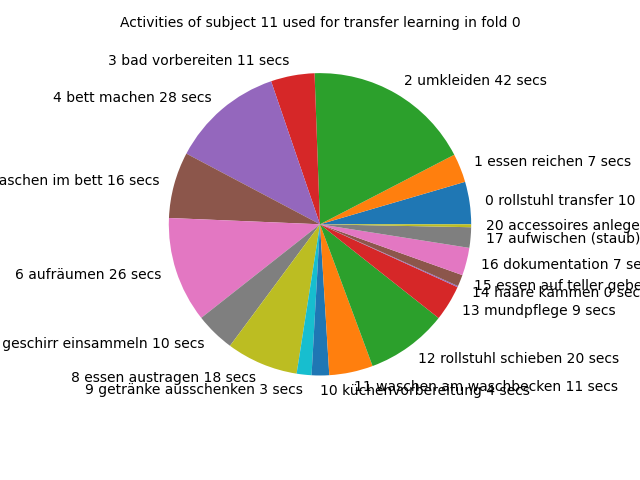 Activities of subject 11 used for transfer learning in fold 0
3 bad vorbereiten 11 secs
2 umkleiden 42 secs
4 bett machen 28 secs
1 essen reichen 7 secs
aschen im bett 16 secs
0 rollstuhl transfer 10
20 accessoires anlege
17 aufwischen (staub)
6 aufräumen 26 secs
16 dokumentation 7 se
15 essen auf teller gebe
14 haare kämmen 0 sec
13 mundpflege 9 secs
geschirr einsammeln 10 secs
12 rollstuhl schieben 20 secs
8 essen austragen 18 secs
11 waschen am waschbecken 11 secs
9 getränke ausschenken 3 secs
10 küchenvorbereitung 4 secs